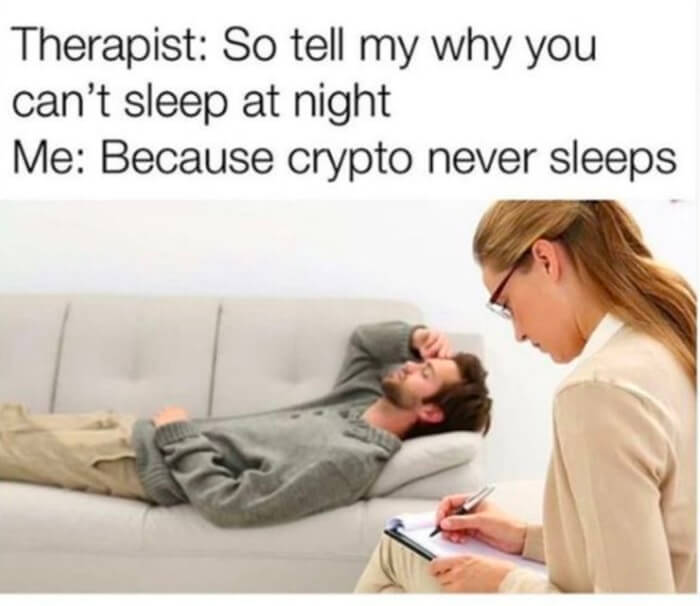 Therapist: So tell my why you
can't sleep at night
Me: Because crypto never sleeps